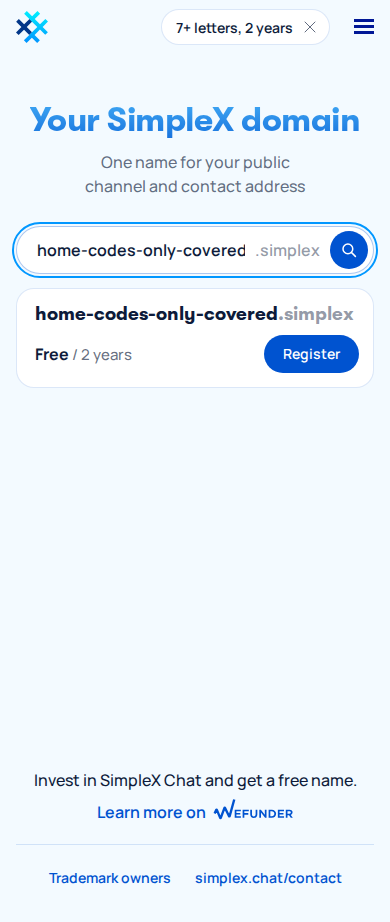 7+ letters, 2 years
Your SimpleX domain
One name for your public
channel and contact address
home-codes-only-covered .simplex
home-codes-only-covered.simplex
Free / 2 years
Register
Invest in SimpleX Chat and get a free name.
Learn more on WEFUNDER
Trademark owners simplex.chat/contact